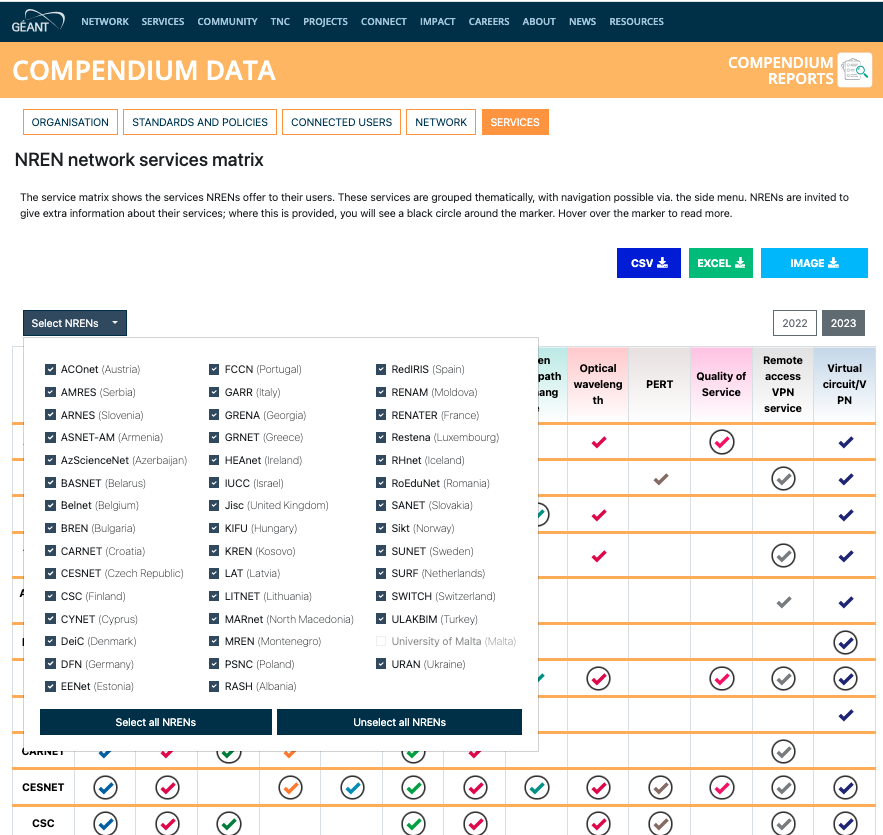 GÉANT
NETWORK SERVICES COMMUNITY TNC PROJECTS CONNECT IMPACT CAREERS ABOUT NEWS RESOURCES
COMPENDIUM DATA
COMPENDIUM
REPORTS
ORGANISATION STANDARDS AND POLICIES CONNECTED USERS NETWORK SERVICES
NREN network services matrix
The service matrix shows the services NRENs offer to their users. These services are grouped thematically, with navigation possible via. the side menu. NRENs are invited to
give extra information about their services; where this is provided, you will see a black circle around the marker. Hover over the marker to read more.
CSV EXCEL IMAGE
Select NRENs 2022 2023
ACOnet (Austria)
AMRES (Serbia)
ARNES (Slovenia)
ASNET-AM (Armenia)
AzScienceNet (Azerbaijan)
BASNET (Belarus)
Belnet (Belgium)
BREN (Bulgaria)
CARNET (Croatia)
CESNET (Czech Republic)
CSC (Finland)
CYNET (Cyprus)
DeiC (Denmark)
DFN (Germany)
EENet (Estonia)
FCCN (Portugal)
GARR (Italy)
GRENA (Georgia)
GRNET (Greece)
HEAnet (Ireland)
IUCC (Israel)
Jisc (United Kingdom)
KIFU (Hungary)
KREN (Kosovo)
LAT (Latvia)
LITNET (Lithuania)
MARnet (North Macedonia)
MREN (Montenegro)
PSNC (Poland)
RASH (Albania)
RedIRIS (Spain)
RENAM (Moldova)
RENATER (France)
Restena (Luxembourg)
RHnet (Iceland)
RoEduNet (Romania)
SANET (Slovakia)
Sikt (Norway)
SUNET (Sweden)
SURF (Netherlands)
SWITCH (Switzerland)
ULAKBIM (Turkey)
University of Malta (Malta)
URAN (Ukraine)
Select all NRENs Unselect all NRENs
en
path
hang
e
Optical
waveleng
th
PERT
Quality of
Service
Remote
access
VPN
service
Virtual
circuit/V
PN
CARNET
CESNET
CSC